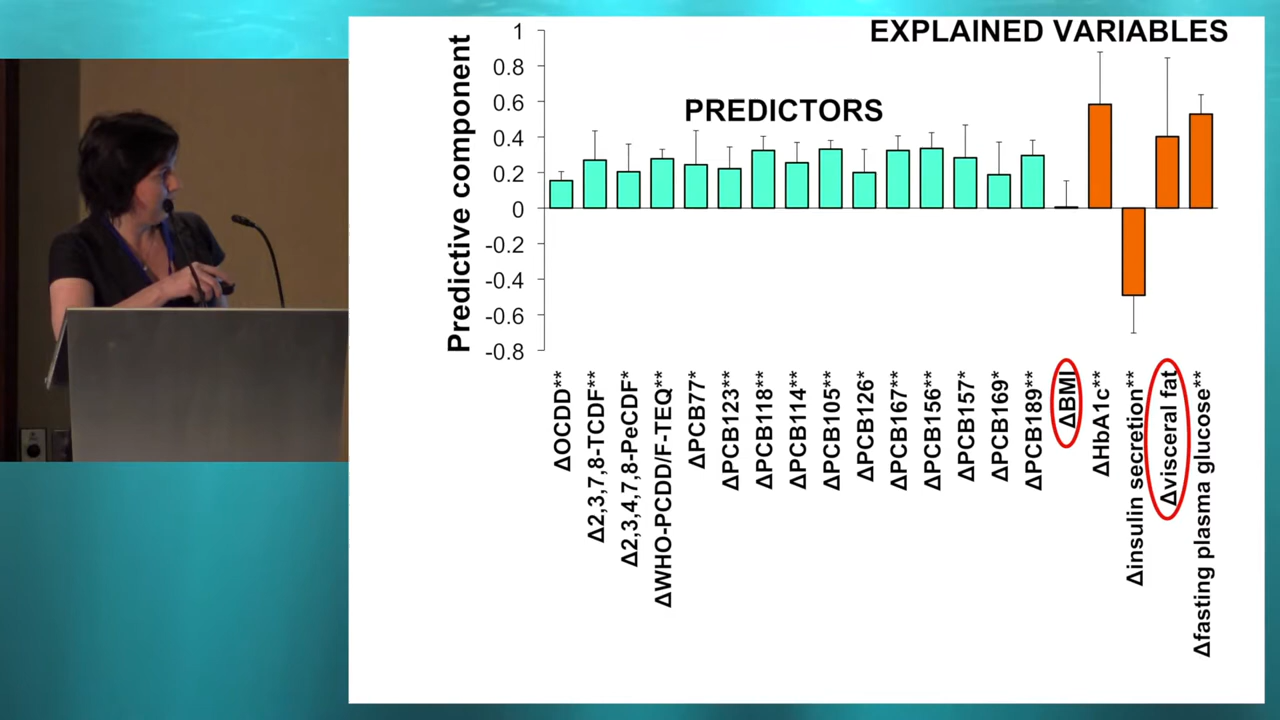 EXPLAINED VARIABLES
PREDICTORS
Predictive component
1
0.8
0.6
0.4
0.2
0
-0.2
-0.4
-0.6
-0.8
ΔOCDD**
Δ2,3,7,8-TCDF**
Δ2,3,4,7,8-PeCDF*
ΔWHO-PCDD/F-TEQ**
ΔPCB77*
ΔPCB123**
ΔPCB118**
ΔPCB114**
ΔPCB105**
ΔPCB126*
ΔPCB167**
ΔPCB156**
ΔPCB157*
ΔPCB169*
ΔPCB189**
ΔBMI
ΔHbA1c**
Δinsulin secretion**
Δvisceral fat
Δfasting plasma glucose**